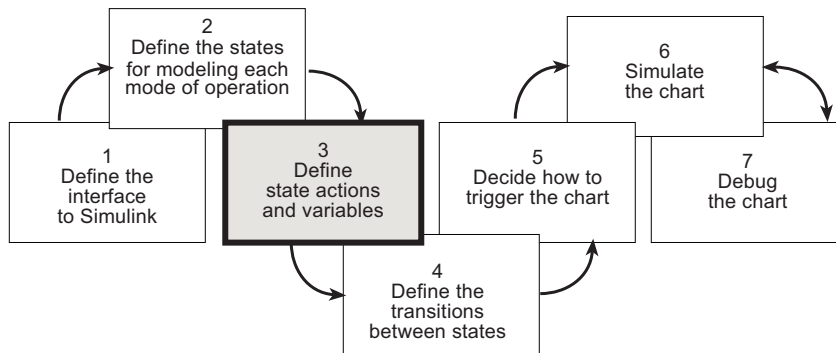 1
Define the
interface
to Simulink
2
Define the states
for modeling each
mode of operation
3
Define
state actions
and variables
4
Define the
transitions
between states
5
Decide how to
trigger the chart
6
Simulate
the chart
7
Debug
the chart